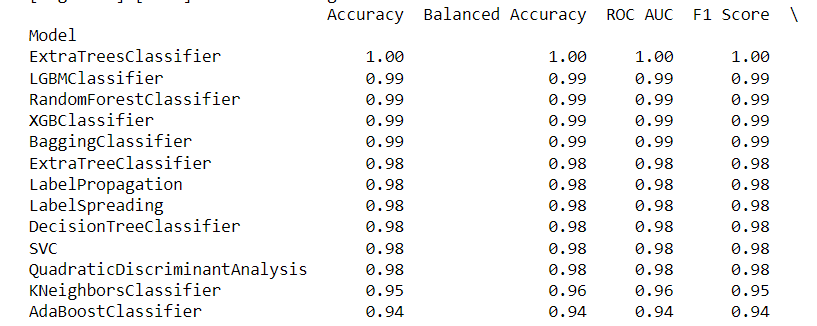 Accuracy Balanced Accuracy ROC AUC F1 Score \
Model
ExtraTreesClassifier 1.00 1.00 1.00 1.00
LGBMClassifier 0.99 0.99 0.99 0.99
RandomForestClassifier 0.99 0.99 0.99 0.99
XGBClassifier 0.99 0.99 0.99 0.99
BaggingClassifier 0.99 0.99 0.99 0.99
ExtraTreeClassifier 0.98 0.98 0.98 0.98
LabelPropagation 0.98 0.98 0.98 0.98
LabelSpreading 0.98 0.98 0.98 0.98
DecisionTreeClassifier 0.98 0.98 0.98 0.98
SVC 0.98 0.98 0.98 0.98
QuadraticDiscriminantAnalysis 0.98 0.98 0.98 0.98
KNeighborsClassifier 0.95 0.96 0.96 0.95
AdaBoostClassifier 0.94 0.94 0.94 0.94